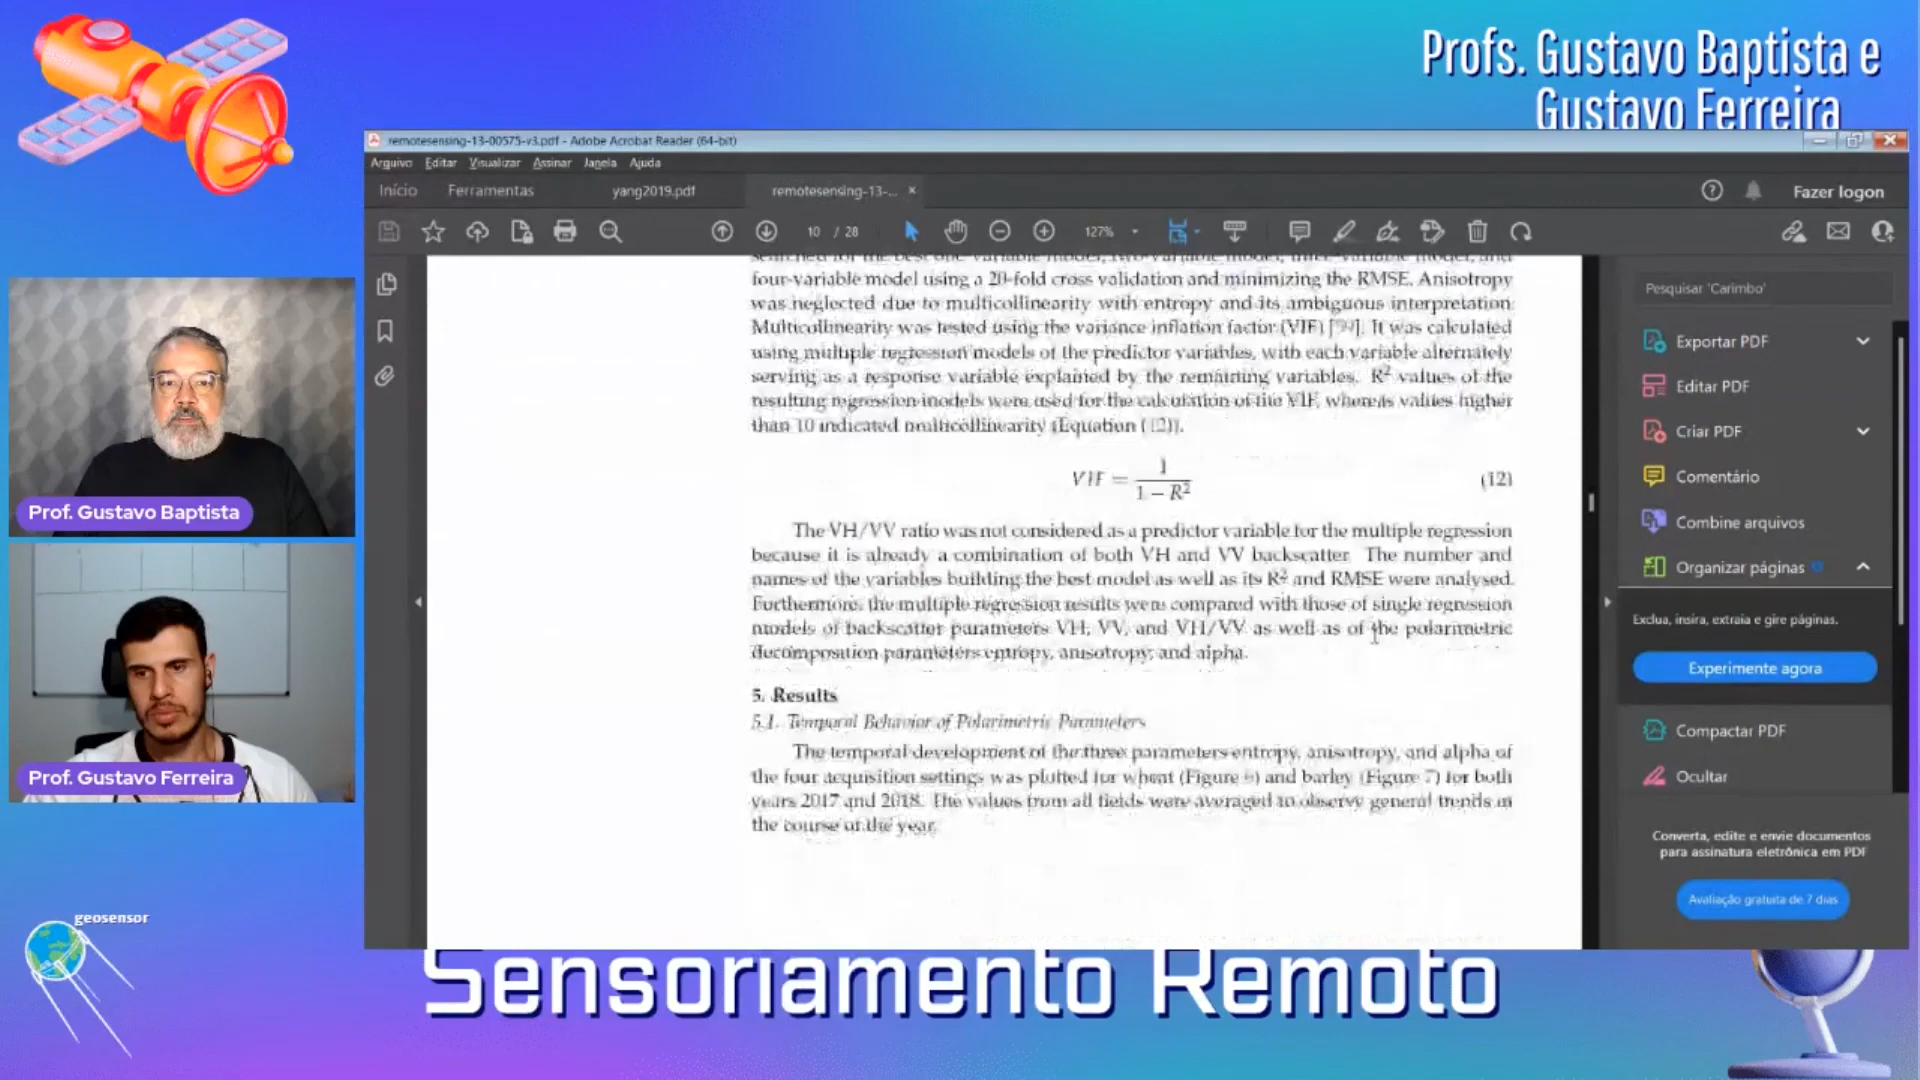 Profs. Gustavo Baptista e
Gustavo Ferreira
remotesensing-13-00575-v3.pdf - Adobe Acrobat Reader (64-bit)
Arquivo Editar Visualizar Assinar Janela Ajuda
Início Ferramentas yang2019.pdf remotesensing-13-... × Fazer logon
10 / 28 127%
four-variable model using a 20-fold cross validation and minimizing the RMSE. Anisotropy
was neglected due to multicollinearity with entropy and its ambiguous interpretation
Multicollinearity was tested using the variance inflation factor (VIF) [99]. It was calculated
using multiple regression models of the predictor variables, with each variable alternately
serving as a response variable explained by the remaining variables. R² values of the
resulting regression models were used for the calculation of the VIF, whereas values higher
than 10 indicated multicollinearity (Equation (12)).
VIF = 1 / (1 − R²) (12)
The VH/VV ratio was not considered as a predictor variable for the multiple regression
because it is already a combination of both VH and VV backscatter. The number and
names of the variables building the best model as well as its R² and RMSE were analysed.
Furthermore, the multiple regression results were compared with those of single regression
models of backscatter parameters VH, VV, and VH/VV as well as of the polarimetric
decomposition parameters entropy, anisotropy, and alpha.
5. Results
5.1. Temporal Behavior of Polarimetric Parameters
The temporal development of the three parameters entropy, anisotropy, and alpha of
the four acquisition settings was plotted for wheat (Figure 6) and barley (Figure 7) for both
years 2017 and 2018. The values from all fields were averaged to observe general trends in
the course of the year.
Pesquisar 'Carimbo'
Exportar PDF
Editar PDF
Criar PDF
Comentário
Combine arquivos
Organizar páginas
Exclua, insira, extraia e gire páginas.
Experimente agora
Compactar PDF
Ocultar
Converta, edite e envie documentos
para assinatura eletrônica em PDF
Avaliação gratuita de 7 dias
Prof. Gustavo Baptista
Prof. Gustavo Ferreira
geosensor
Sensoriamento Remoto